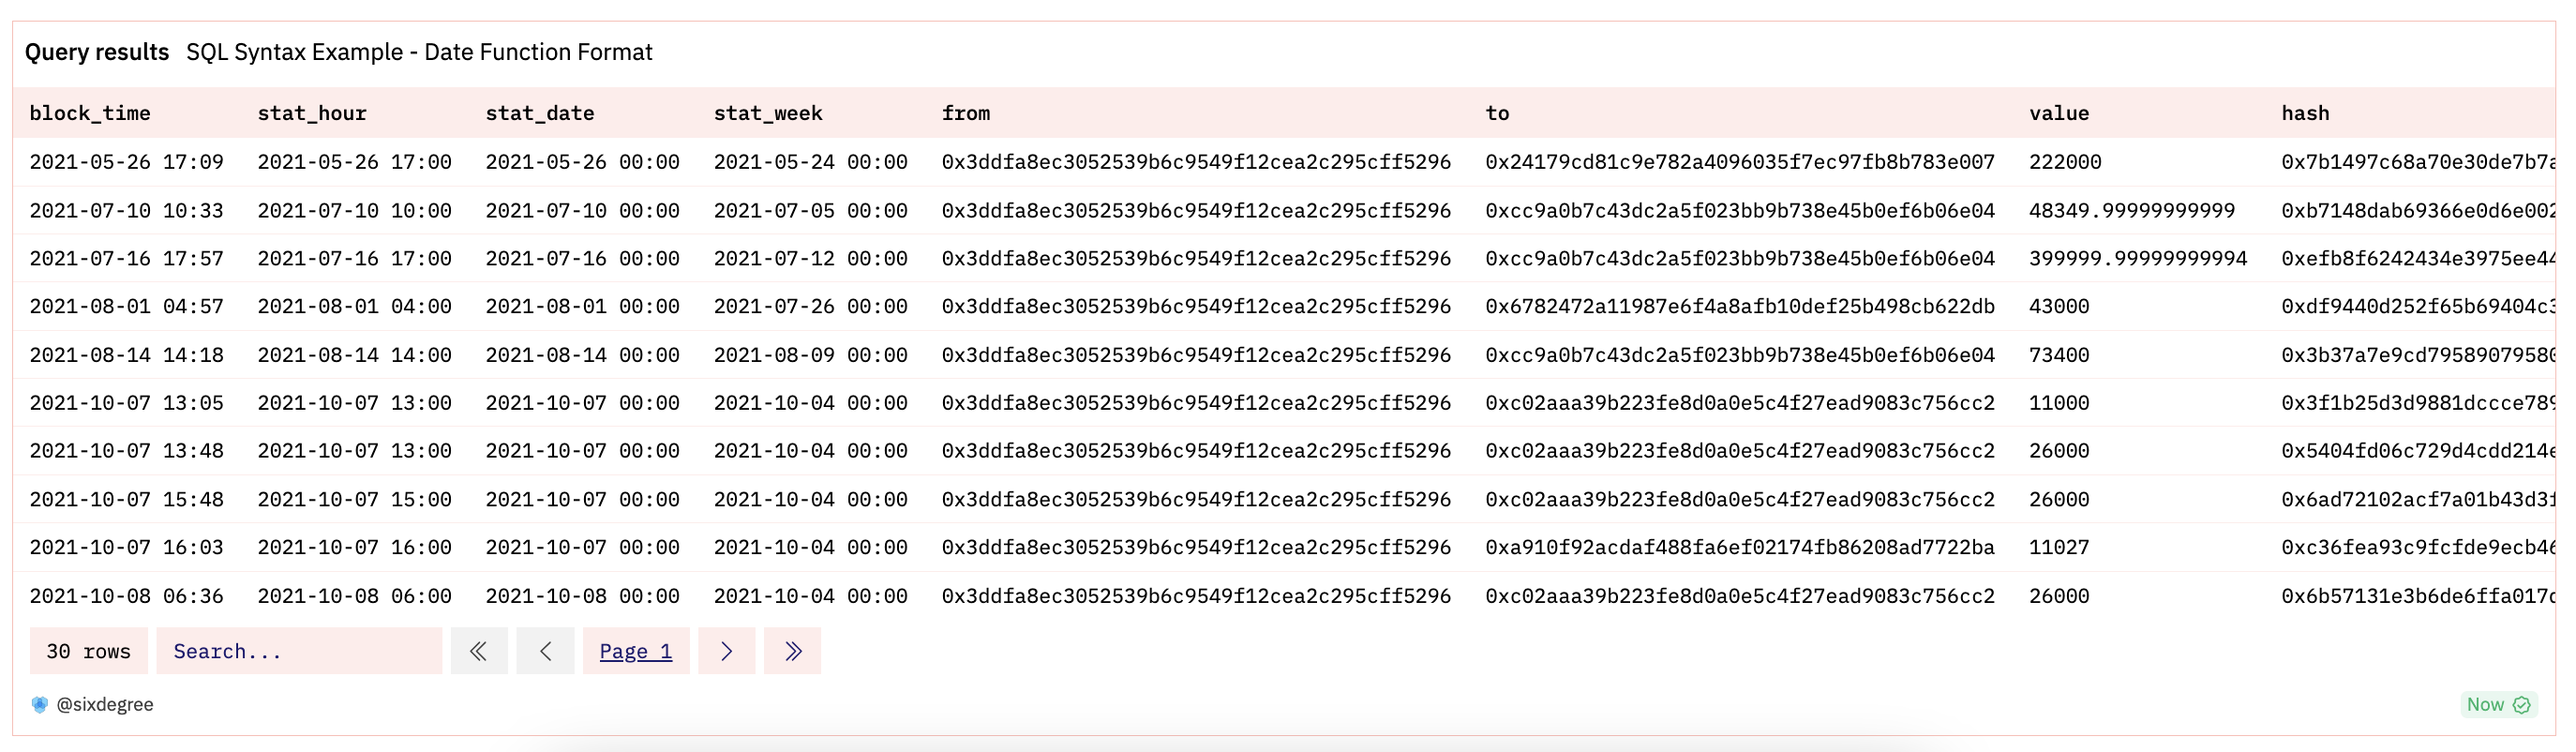 Query results SQL Syntax Example - Date Function Format
block_time stat_hour stat_date stat_week from to value hash
2021-05-26 17:09 2021-05-26 17:00 2021-05-26 00:00 2021-05-24 00:00 0x3ddfa8ec3052539b6c9549f12cea2c295cff5296 0x24179cd81c9e782a4096035f7ec97fb8b783e007 222000 0x7b1497c68a70e30de7b7a
2021-07-10 10:33 2021-07-10 10:00 2021-07-10 00:00 2021-07-05 00:00 0x3ddfa8ec3052539b6c9549f12cea2c295cff5296 0xcc9a0b7c43dc2a5f023bb9b738e45b0ef6b06e04 48349.99999999999 0xb7148dab69366e0d6e002
2021-07-16 17:57 2021-07-16 17:00 2021-07-16 00:00 2021-07-12 00:00 0x3ddfa8ec3052539b6c9549f12cea2c295cff5296 0xcc9a0b7c43dc2a5f023bb9b738e45b0ef6b06e04 399999.99999999994 0xefb8f6242434e3975ee44
2021-08-01 04:57 2021-08-01 04:00 2021-08-01 00:00 2021-07-26 00:00 0x3ddfa8ec3052539b6c9549f12cea2c295cff5296 0x6782472a11987e6f4a8afb10def25b498cb622db 43000 0xdf9440d252f65b69404c3
2021-08-14 14:18 2021-08-14 14:00 2021-08-14 00:00 2021-08-09 00:00 0x3ddfa8ec3052539b6c9549f12cea2c295cff5296 0xcc9a0b7c43dc2a5f023bb9b738e45b0ef6b06e04 73400 0x3b37a7e9cd79589079580
2021-10-07 13:05 2021-10-07 13:00 2021-10-07 00:00 2021-10-04 00:00 0x3ddfa8ec3052539b6c9549f12cea2c295cff5296 0xc02aaa39b223fe8d0a0e5c4f27ead9083c756cc2 11000 0x3f1b25d3d9881dccce789
2021-10-07 13:48 2021-10-07 13:00 2021-10-07 00:00 2021-10-04 00:00 0x3ddfa8ec3052539b6c9549f12cea2c295cff5296 0xc02aaa39b223fe8d0a0e5c4f27ead9083c756cc2 26000 0x5404fd06c729d4cdd214e
2021-10-07 15:48 2021-10-07 15:00 2021-10-07 00:00 2021-10-04 00:00 0x3ddfa8ec3052539b6c9549f12cea2c295cff5296 0xc02aaa39b223fe8d0a0e5c4f27ead9083c756cc2 26000 0x6ad72102acf7a01b43d3f
2021-10-07 16:03 2021-10-07 16:00 2021-10-07 00:00 2021-10-04 00:00 0x3ddfa8ec3052539b6c9549f12cea2c295cff5296 0xa910f92acdaf488fa6ef02174fb86208ad7722ba 11027 0xc36fea93c9fcfde9ecb46
2021-10-08 06:36 2021-10-08 06:00 2021-10-08 00:00 2021-10-04 00:00 0x3ddfa8ec3052539b6c9549f12cea2c295cff5296 0xc02aaa39b223fe8d0a0e5c4f27ead9083c756cc2 26000 0x6b57131e3b6de6ffa017c
30 rows Search... Page 1
@sixdegree Now